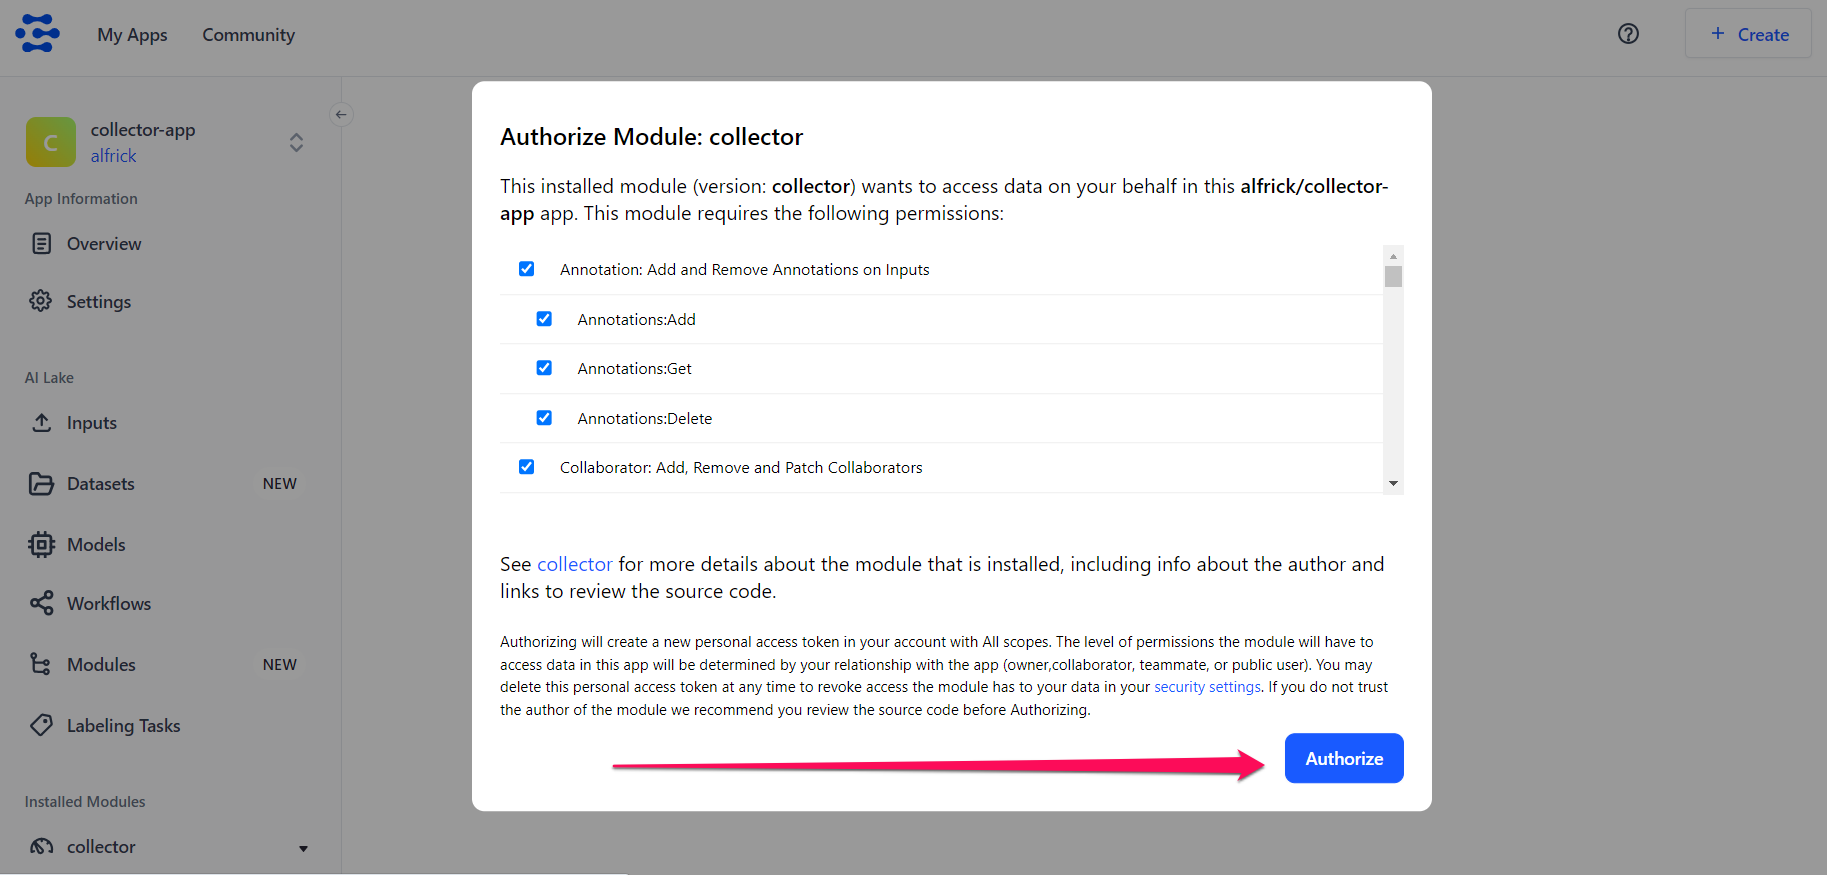 My Apps
Community
+ Create
C
collector-app
alfrick
App Information
Overview
Settings
AI Lake
Inputs
Datasets NEW
Models
Workflows
Modules NEW
Labeling Tasks
Installed Modules
collector
Authorize Module: collector
This installed module (version: collector) wants to access data on your behalf in this alfrick/collector-
app app. This module requires the following permissions:
Annotation: Add and Remove Annotations on Inputs
Annotations:Add
Annotations:Get
Annotations:Delete
Collaborator: Add, Remove and Patch Collaborators
See collector for more details about the module that is installed, including info about the author and
links to review the source code.
Authorizing will create a new personal access token in your account with All scopes. The level of permissions the module will have to
access data in this app will be determined by your relationship with the app (owner,collaborator, teammate, or public user). You may
delete this personal access token at any time to revoke access the module has to your data in your security settings. If you do not trust
the author of the module we recommend you review the source code before Authorizing.
Authorize